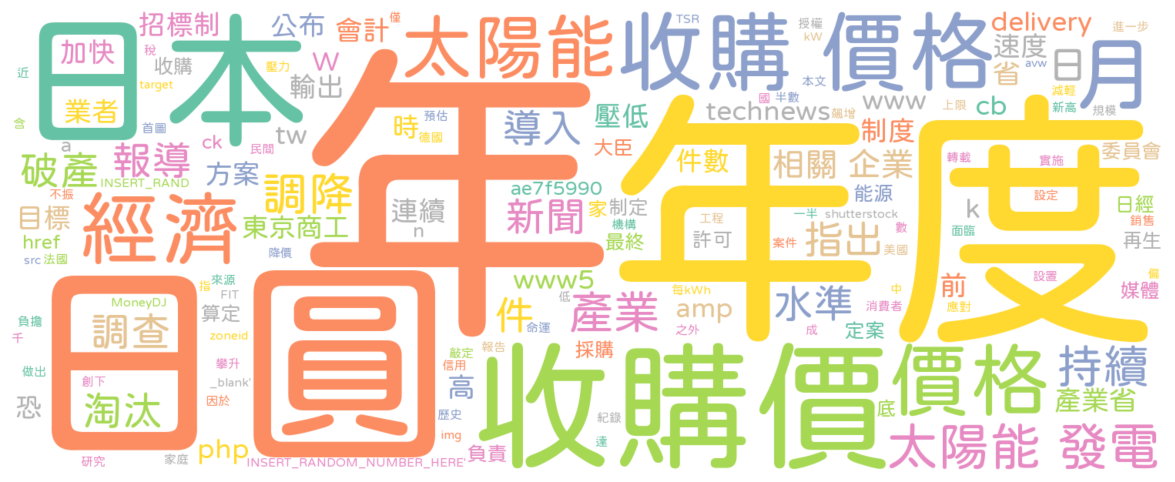 日本
年
年度
日圓
收購 價格
收購價
價格
太陽能
太陽能 發電
月
經濟
加快
業者
招標制
收購
公布
會計
僅
稅
近
target
壓力
W
輸出
含
首圖
a
ck
tw
民間
時
預估
德國
導入
壓低
TSR
授權
kW
本文
國
半數
飆增
technews
www
delivery
進一步
速度
省
日
avw
減輕
上限
新高
規模
cb
制度
大臣
件數
相關 企業
轉載
實施
委員會
破產
報導
INSERT_RAND
方案
調降
不振
目標
href
src
法國
東京商工
降價
連續
n
ae7f5990
新聞
家
制定
機構
最終
工程
許可
案件
一半
shutterstock
能源
數
美國
指出
k
設定
面臨
日經
銷售
再生
MoneyDJ
指
來源
FIT
算定
zoneid
負擔
千
調查
做出
創下
淘汰
恐
攀升
_blank'
因於
研究
家庭
php
INSERT_RANDOM_NUMBER_HERE'
www5
件
命運
低
產業
amp
每kWh
之外
水準
中
消費者
成
定案
前
設置
應對
偏
媒體
敲定
信用
報告
採購
高
歷史
img
負責
紀錄
達
底
持續
產業省